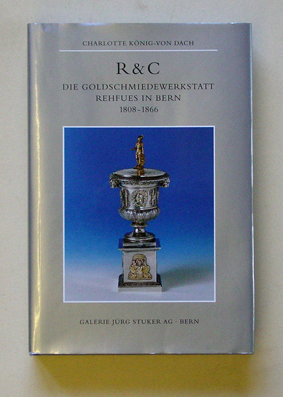 CHARLOTTE KÖNIG-VON DACH
R & C
DIE GOLDSCHMIEDEWERKSTATT
REHFUES IN BERN
1808–1866
GALERIE JÜRG STUKER AG · BERN